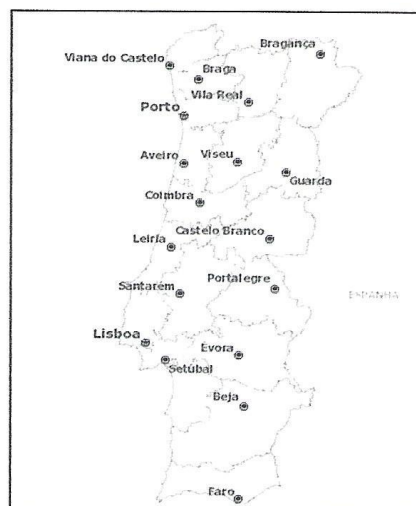 Bragança
Viana do Castelo
Braga
Vila Real
Porto
Aveiro
Viseu
Guarda
Coimbra
Castelo Branco
Leiria
Portalegre
Santarém
ESPANHA
Lisboa
Évora
Setúbal
Beja
Faro